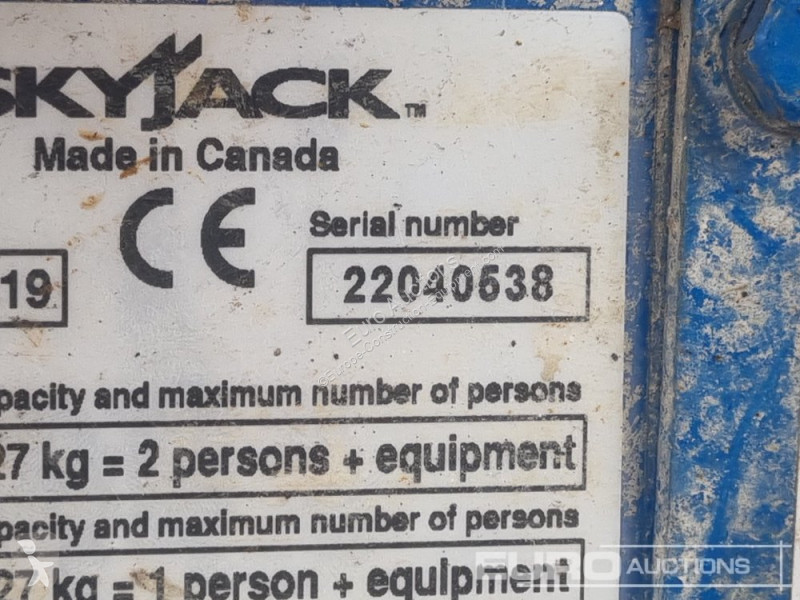 SKYJACK™
Made in Canada
CE
Serial number
19
22040538
pacity and maximum number of persons
27 kg = 2 persons + equipment
pacity and maximum number of persons
27 kg = 1 person + equipment
EURO AUCTIONS